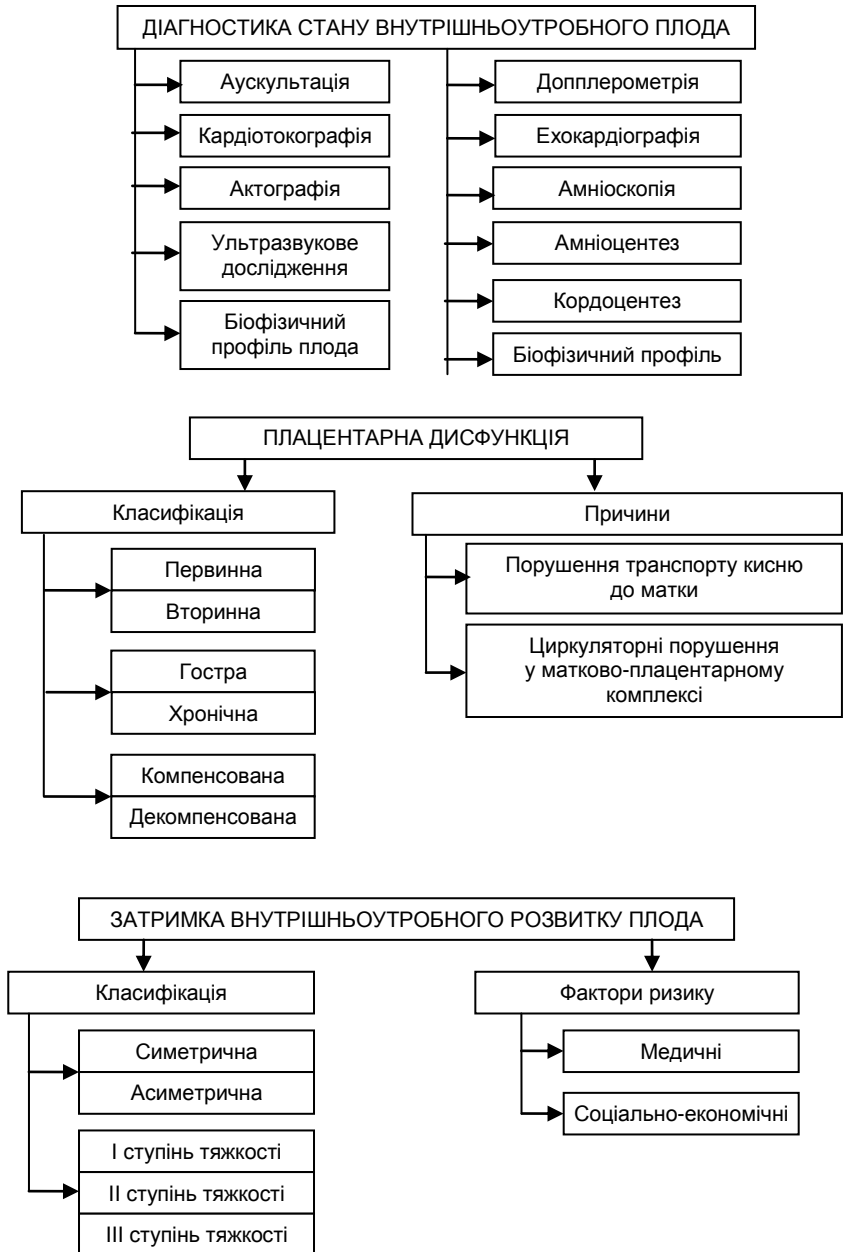 ДІАГНОСТИКА СТАНУ ВНУТРІШНЬОУТРОБНОГО ПЛОДА
Аускультація
Кардіотокографія
Актографія
Ультразвукове
дослідження
Біофізичний
профіль плода
Допплерометрія
Ехокардіографія
Амніоскопія
Амніоцентез
Кордоцентез
Біофізичний профіль
ПЛАЦЕНТАРНА ДИСФУНКЦІЯ
Класифікація
Первинна
Вторинна
Гостра
Хронічна
Компенсована
Декомпенсована
Причини
Порушення транспорту кисню
до матки
Циркуляторні порушення
у матково-плацентарному
комплексі
ЗАТРИМКА ВНУТРІШНЬОУТРОБНОГО РОЗВИТКУ ПЛОДА
Класифікація
Симетрична
Асиметрична
І ступінь тяжкості
ІІ ступінь тяжкості
ІІІ ступінь тяжкості
Фактори ризику
Медичні
Соціально-економічні